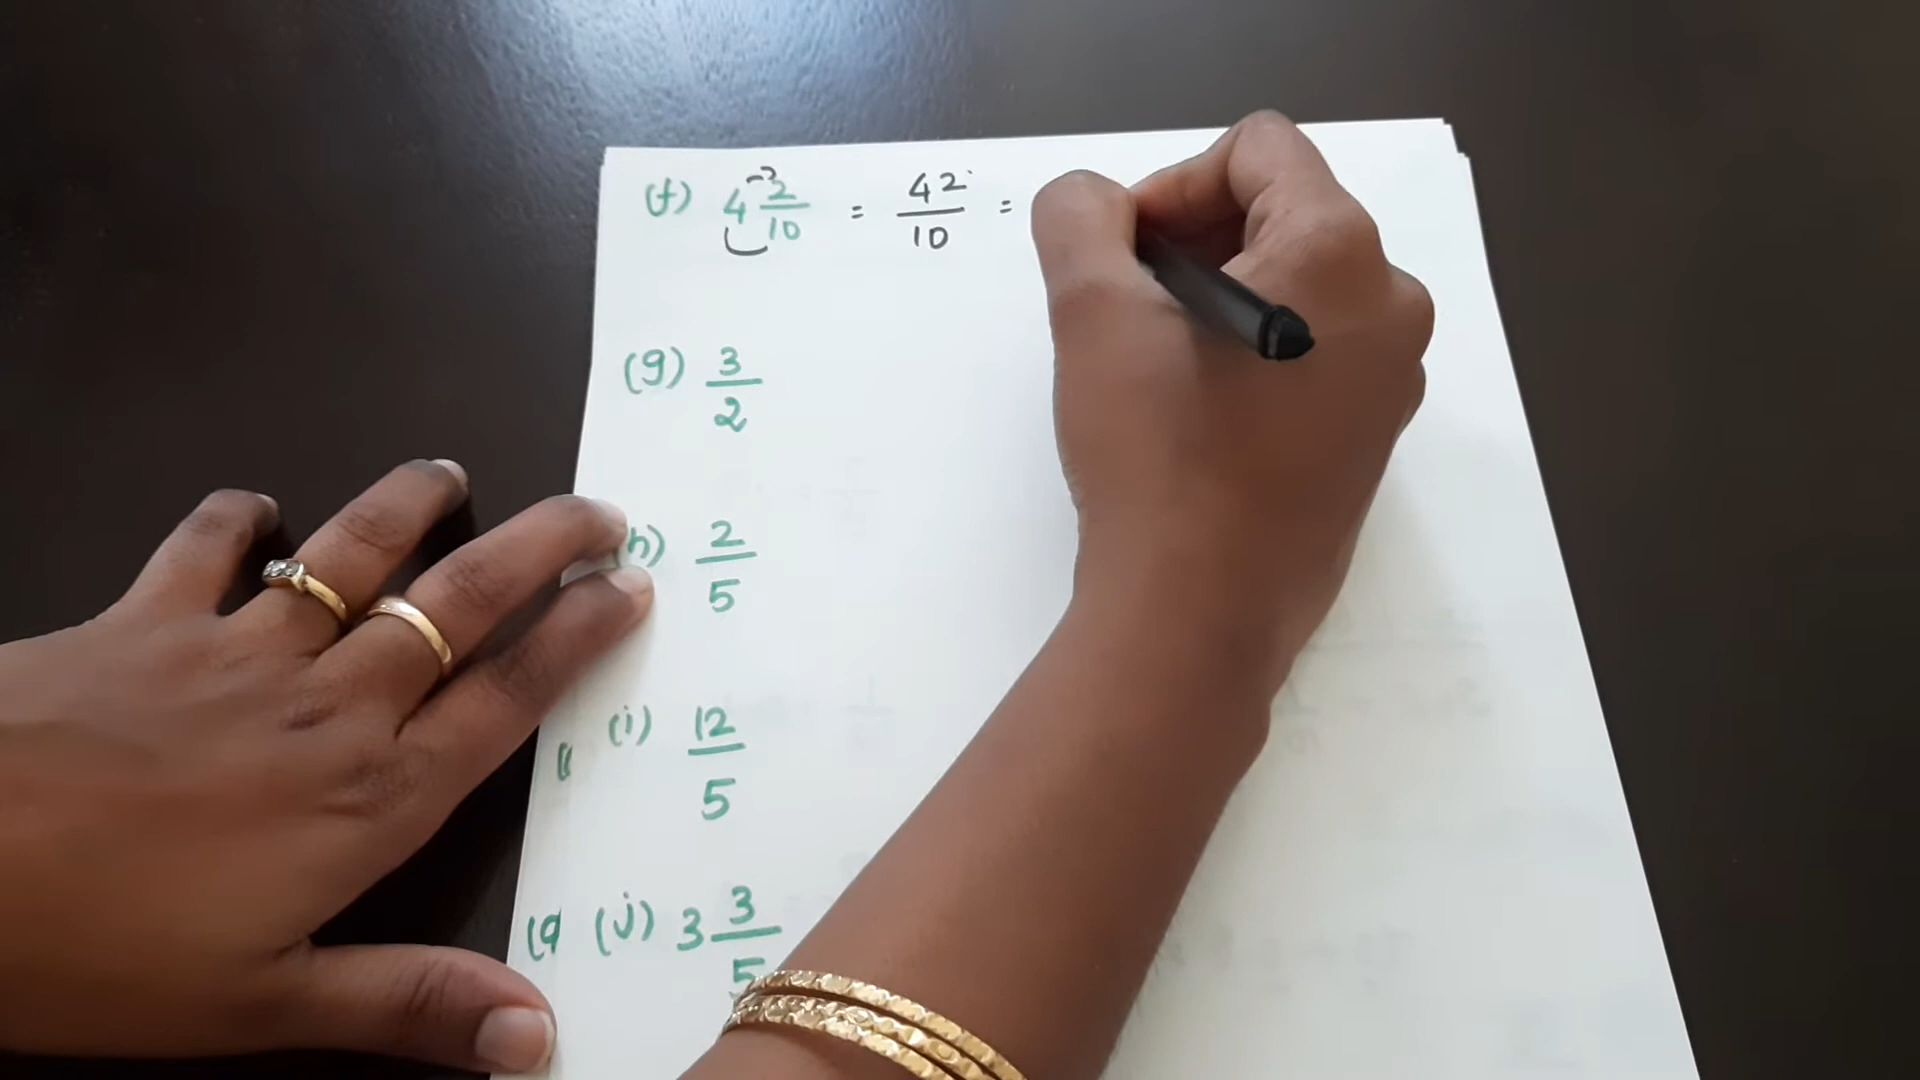 (f) 4 2/10 = 42/10 =
(g) 3/2
(h) 2/5
(i) 12/5
(j) 3 3/5